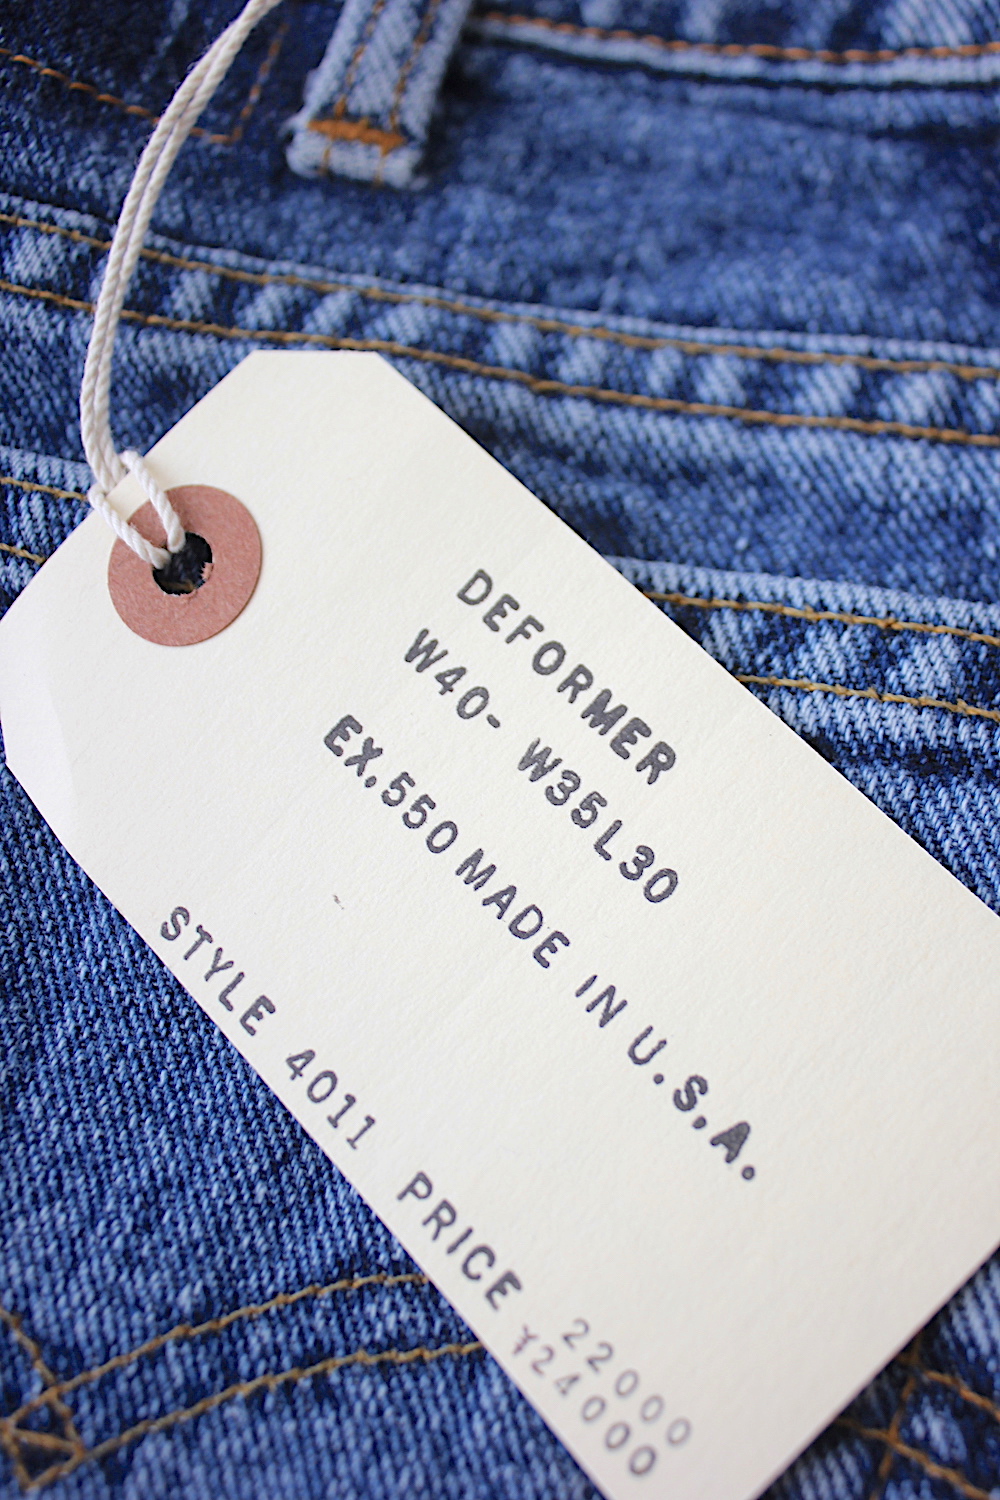 DEFORMER
W40- W35L30
EX.550 MADE IN U.S.A.
STYLE 4011 PRICE 22000
¥24000